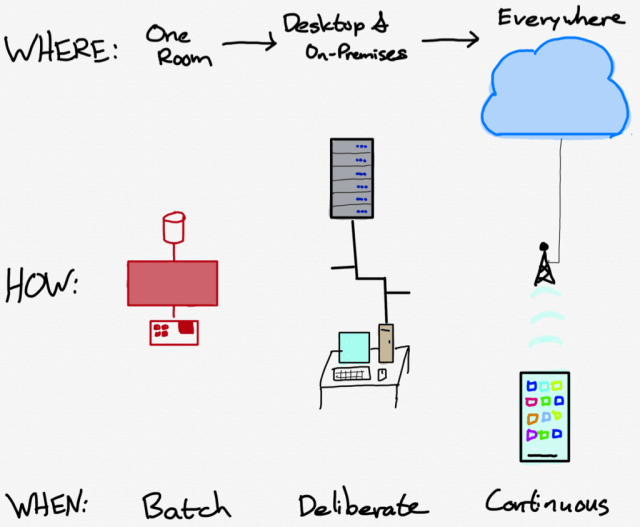 WHERE: One Room → Desktop & On-Premises → Everywhere
HOW:
WHEN: Batch Deliberate Continuous